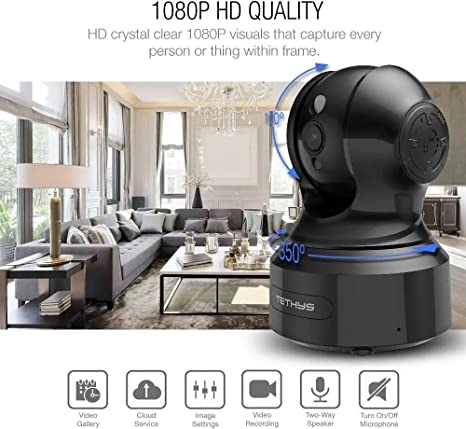 1080P HD QUALITY
HD crystal clear 1080P visuals that capture every
person or thing within frame.
110°
350°
TETHYS
Video
Gallery
Cloud
Service
Image
Settings
Video
Recording
Two-Way
Speaker
Turn On/Off
Microphone